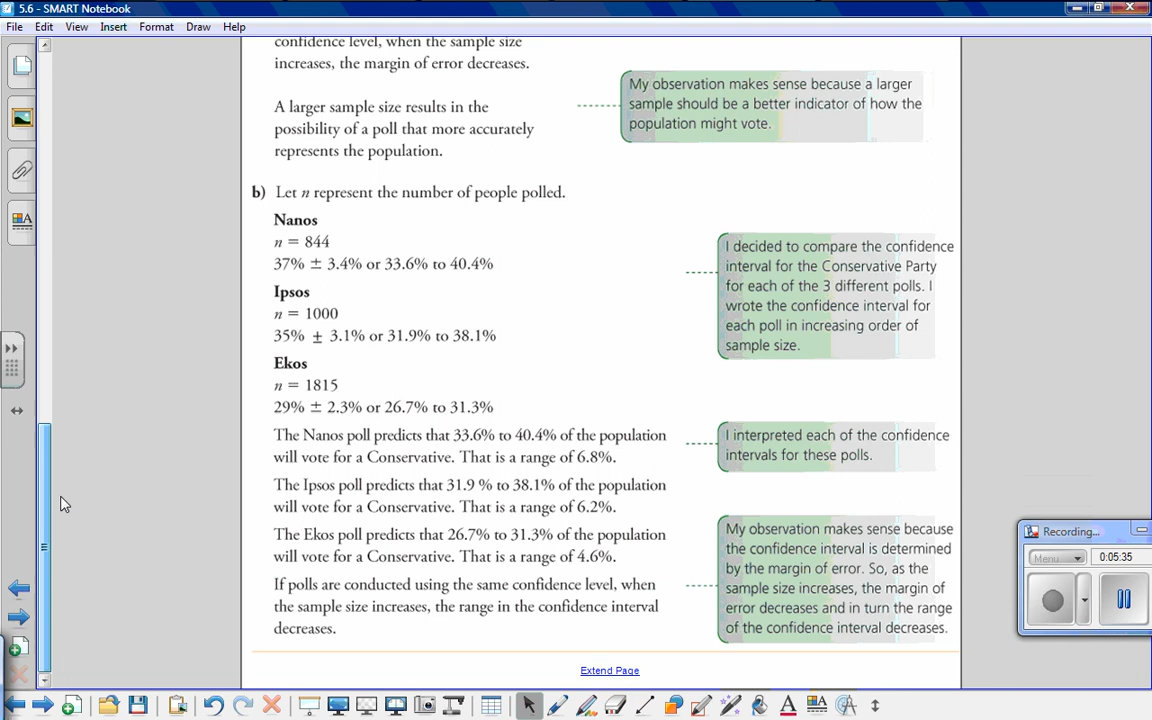 5.6 - SMART Notebook
File Edit View Insert Format Draw Help
confidence level, when the sample size
increases, the margin of error decreases.
A larger sample size results in the
possibility of a poll that more accurately
represents the population.
My observation makes sense because a larger
sample should be a better indicator of how the
population might vote.
b) Let n represent the number of people polled.
Nanos
n = 844
37% ± 3.4% or 33.6% to 40.4%
Ipsos
n = 1000
35% ± 3.1% or 31.9% to 38.1%
Ekos
n = 1815
29% ± 2.3% or 26.7% to 31.3%
I decided to compare the confidence
interval for the Conservative Party
for each of the 3 different polls. I
wrote the confidence interval for
each poll in increasing order of
sample size.
The Nanos poll predicts that 33.6% to 40.4% of the population
will vote for a Conservative. That is a range of 6.8%.
I interpreted each of the confidence
intervals for these polls.
The Ipsos poll predicts that 31.9 % to 38.1% of the population
will vote for a Conservative. That is a range of 6.2%.
The Ekos poll predicts that 26.7% to 31.3% of the population
will vote for a Conservative. That is a range of 4.6%.
If polls are conducted using the same confidence level, when
the sample size increases, the range in the confidence interval
decreases.
My observation makes sense because
the confidence interval is determined
by the margin of error. So, as the
sample size increases, the margin of
error decreases and in turn the range
of the confidence interval decreases.
Extend Page
Recording...
Menu 0:05:35